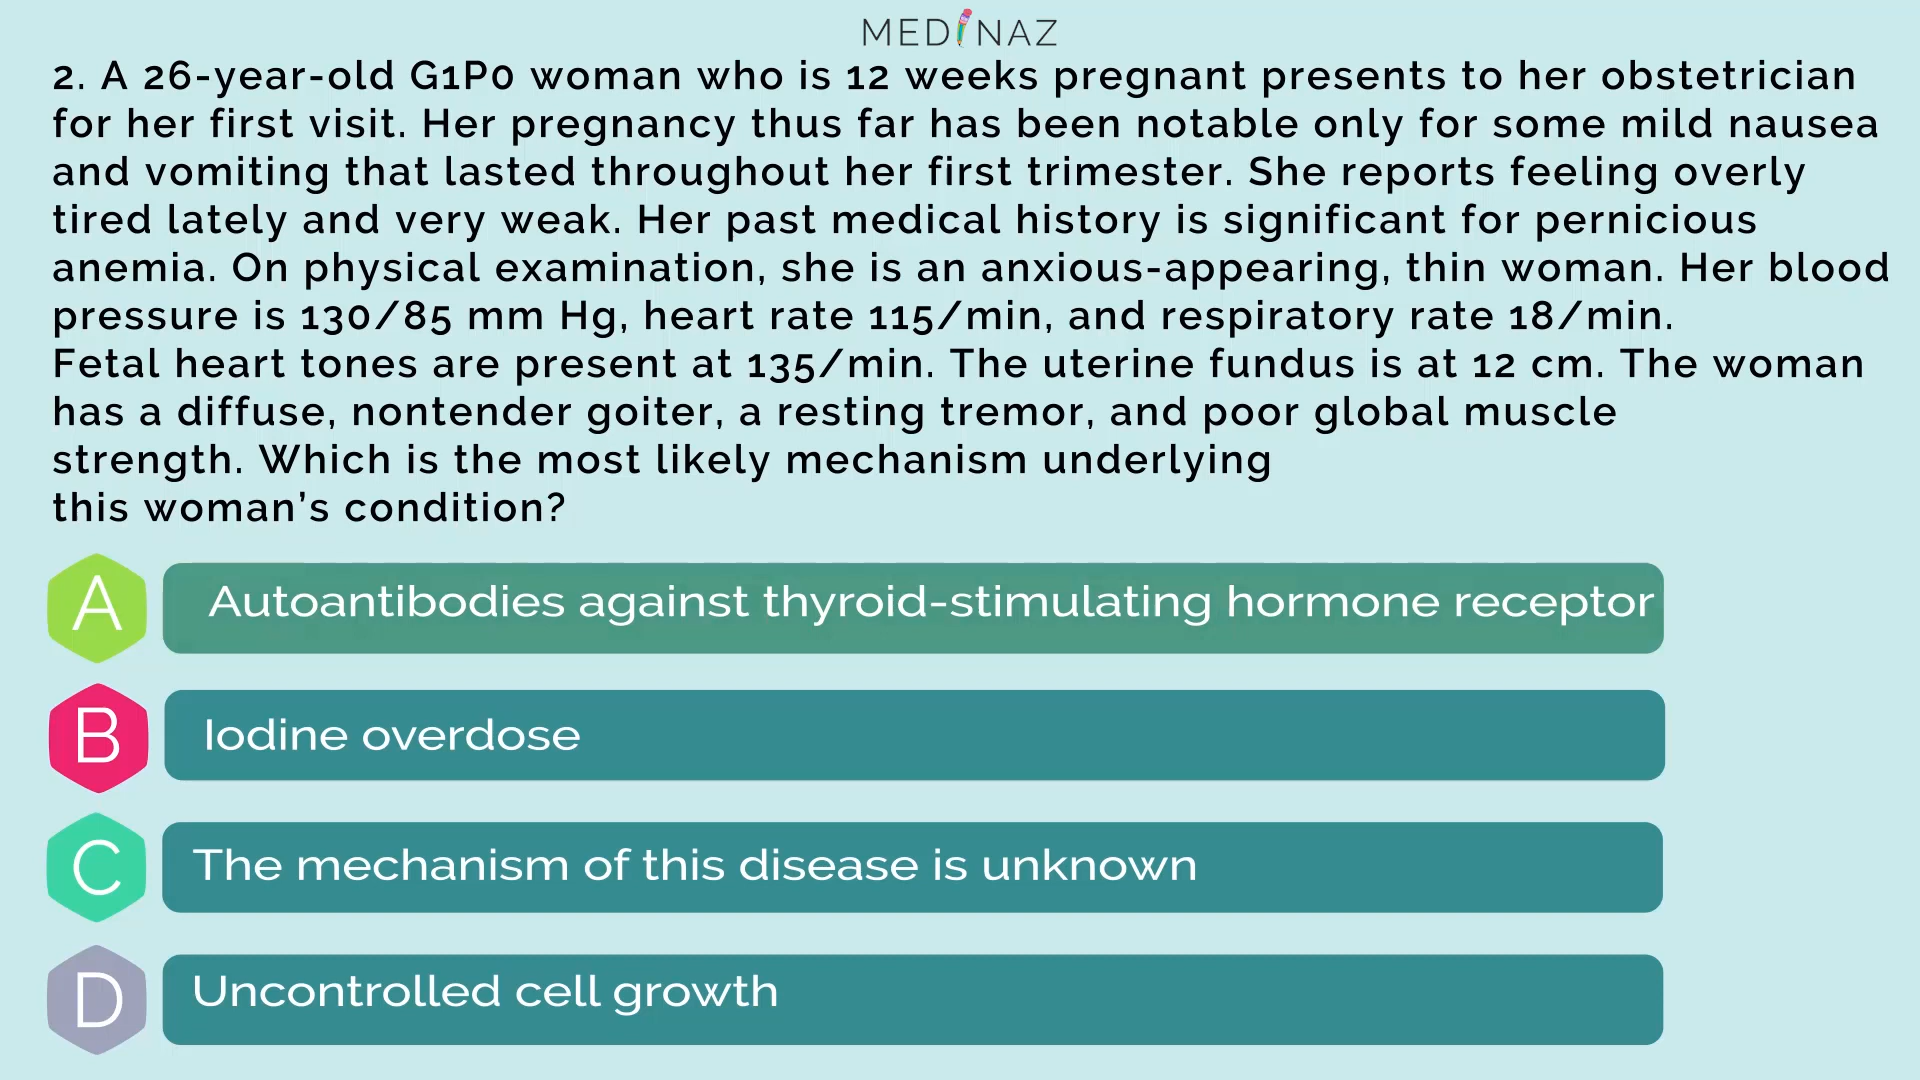 MEDINAZ
2. A 26-year-old G1P0 woman who is 12 weeks pregnant presents to her obstetrician
for her first visit. Her pregnancy thus far has been notable only for some mild nausea
and vomiting that lasted throughout her first trimester. She reports feeling overly
tired lately and very weak. Her past medical history is significant for pernicious
anemia. On physical examination, she is an anxious-appearing, thin woman. Her blood
pressure is 130/85 mm Hg, heart rate 115/min, and respiratory rate 18/min.
Fetal heart tones are present at 135/min. The uterine fundus is at 12 cm. The woman
has a diffuse, nontender goiter, a resting tremor, and poor global muscle
strength. Which is the most likely mechanism underlying
this woman's condition?
A Autoantibodies against thyroid-stimulating hormone receptor
B Iodine overdose
C The mechanism of this disease is unknown
D Uncontrolled cell growth